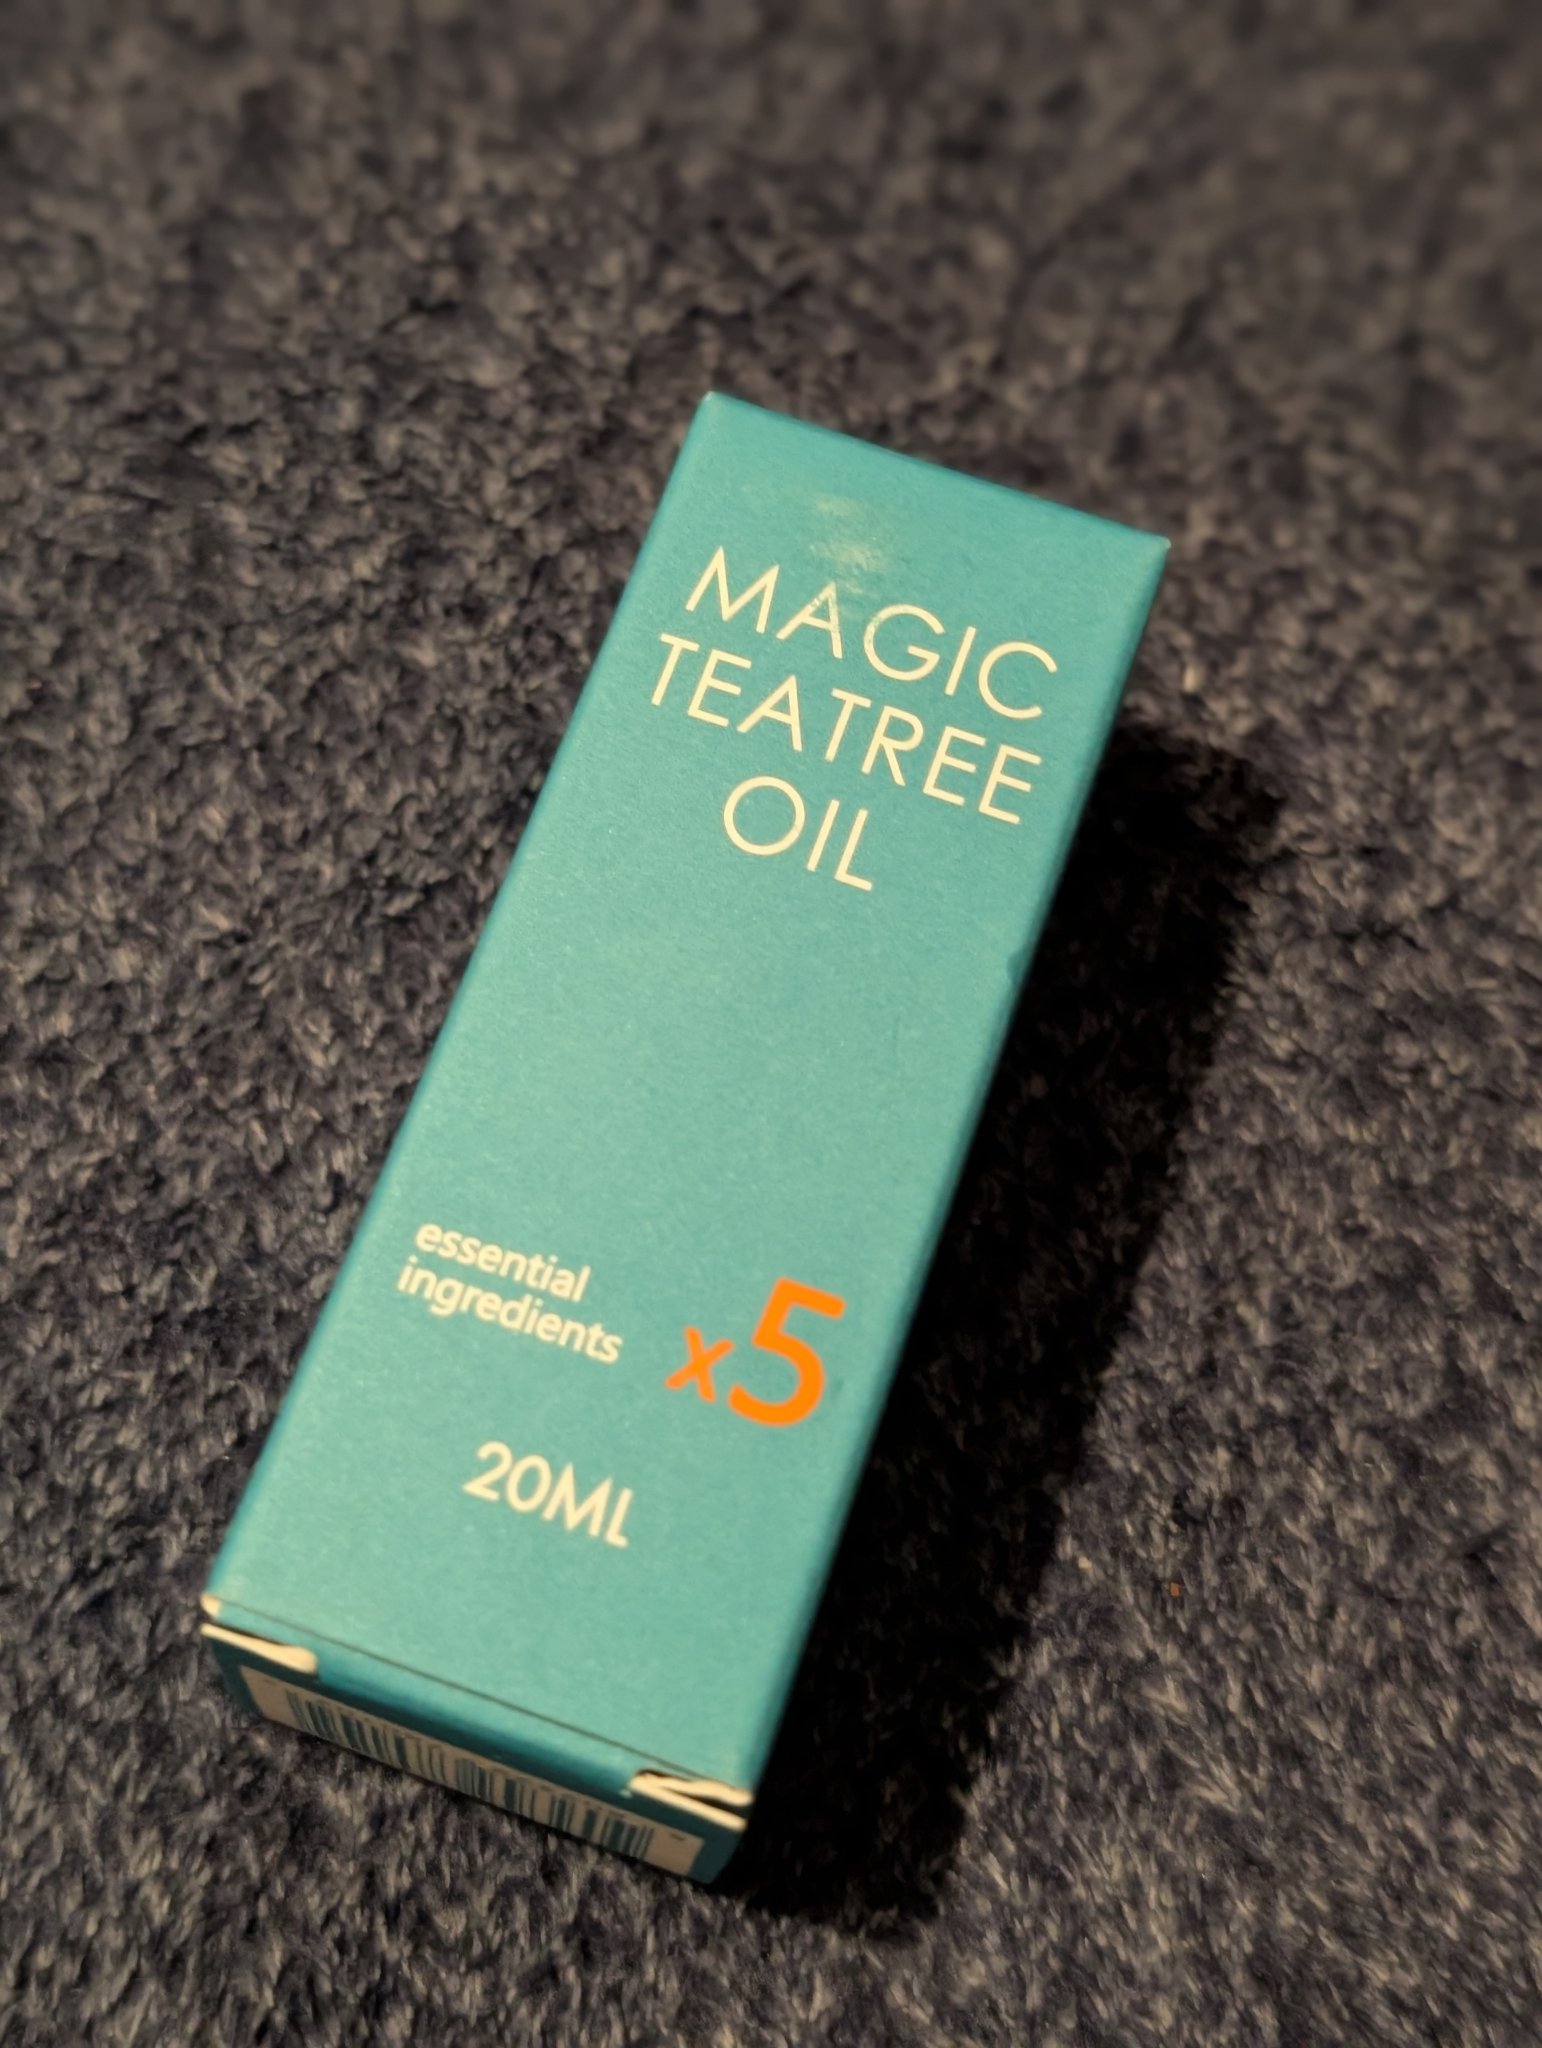 MAGIC
TEATREE
OIL
essential
ingredients
x5
20ML